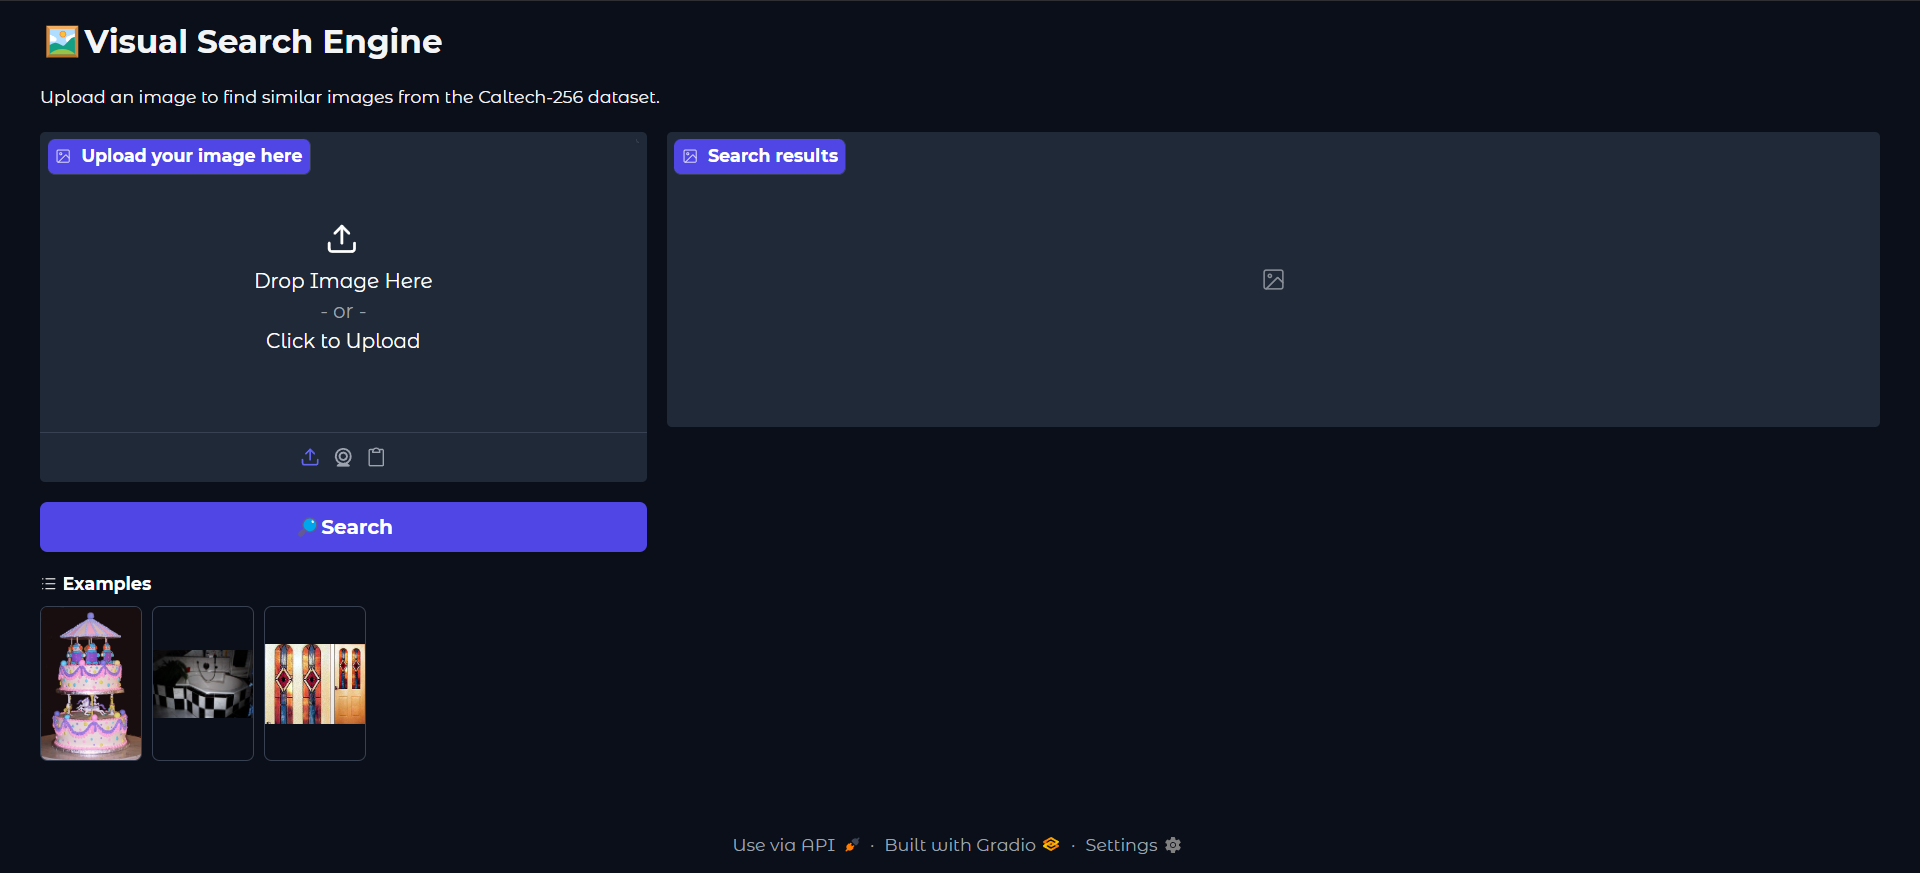 Visual Search Engine
Upload an image to find similar images from the Caltech-256 dataset.
Upload your image here
Drop Image Here
- or -
Click to Upload
Search
Examples
Search results
Use via API · Built with Gradio · Settings